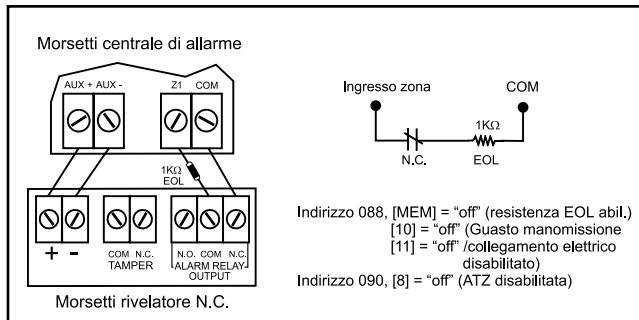 Morsetti centrale di allarme
AUX + AUX - Z1 COM
1KΩ
EOL
+ -
COM N.C.
TAMPER
N.O. COM N.C.
ALARM RELAY
OUTPUT
Morsetti rivelatore N.C.
Ingresso zona COM
1KΩ
N.C. EOL
Indirizzo 088, [MEM] = “off” (resistenza EOL abil.)
[10] = “off” (Guasto manomissione
[11] = “off” /collegamento elettrico
disabilitato)
Indirizzo 090, [8] = “off” (ATZ disabilitata)